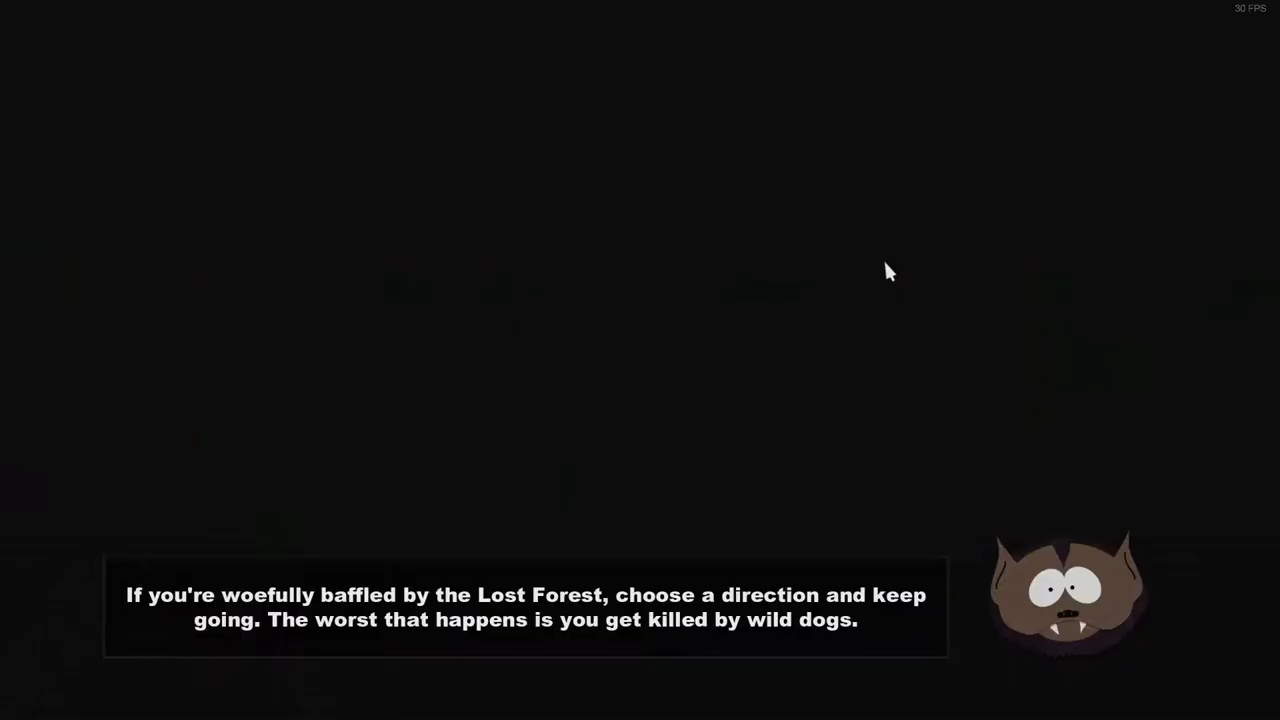 30 FPS
If you're woefully baffled by the Lost Forest, choose a direction and keep
going. The worst that happens is you get killed by wild dogs.